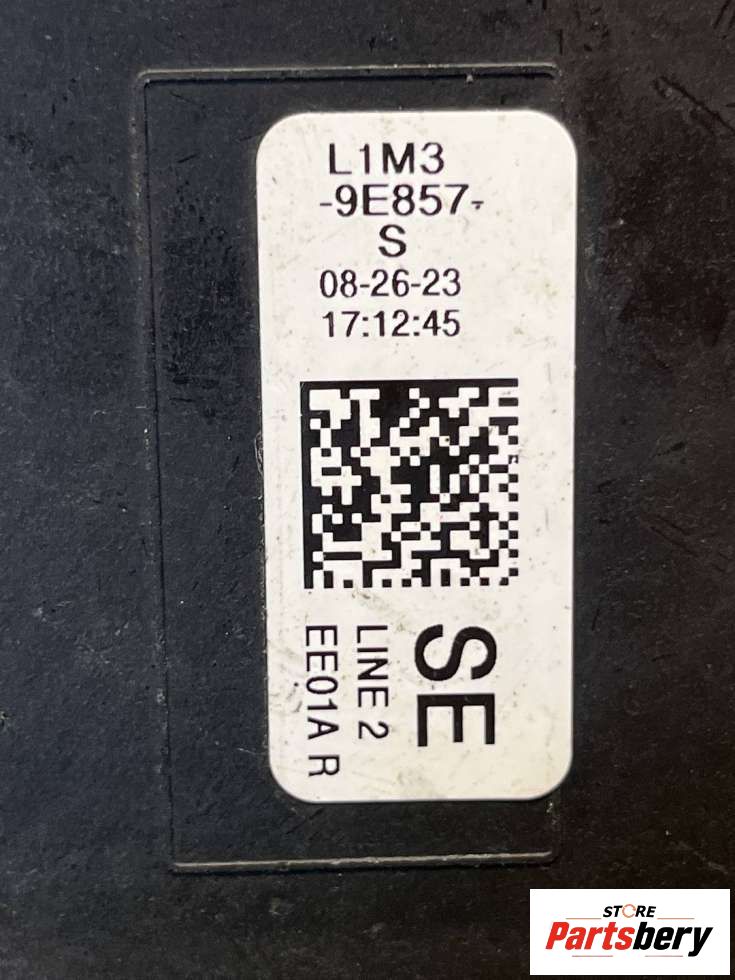 L1M3
-9E857-
S
08-26-23
17:12:45
SE
LINE 2
EE01A R
STORE
Partsbery